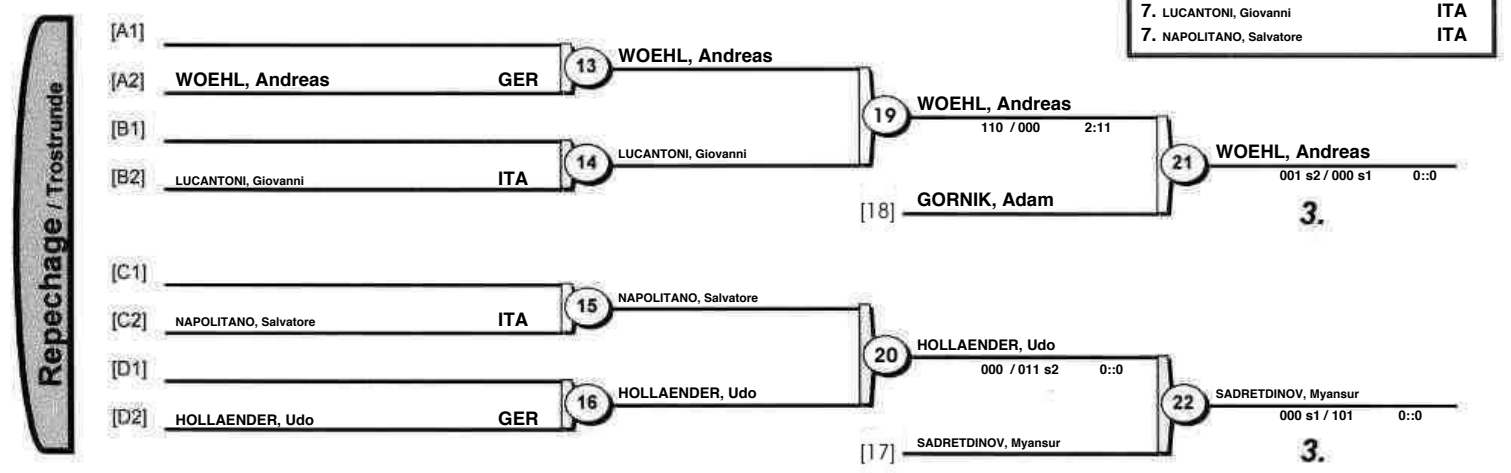 7. LUCANTONI, Giovanni ITA
7. NAPOLITANO, Salvatore ITA
Repechage / Trostrunde
[A1]
[A2] WOEHL, Andreas GER
13 WOEHL, Andreas
[B1]
[B2] LUCANTONI, Giovanni ITA
14 LUCANTONI, Giovanni
19 WOEHL, Andreas
110 / 000 2:11
[18] GORNIK, Adam
21 WOEHL, Andreas
001 s2 / 000 s1 0::0
3.
[C1]
[C2] NAPOLITANO, Salvatore ITA
15 NAPOLITANO, Salvatore
[D1]
[D2] HOLLAENDER, Udo GER
16 HOLLAENDER, Udo
20 HOLLAENDER, Udo
000 / 011 s2 0::0
[17] SADRETDINOV, Myansur
22 SADRETDINOV, Myansur
000 s1 / 101 0::0
3.